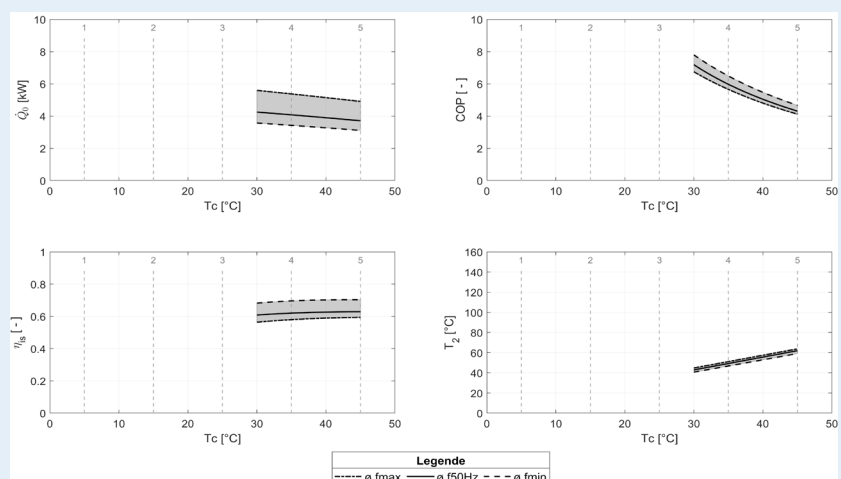 10
8
6
4
2
0
1 2 3 4 5
0 10 20 30 40 50
Q̇0 [kW]
Tc [°C]
10
8
6
4
2
0
1 2 3 4 5
0 10 20 30 40 50
COP [ - ]
Tc [°C]
1
0.8
0.6
0.4
0.2
0
1 2 3 4 5
0 10 20 30 40 50
ηis [ - ]
Tc [°C]
160
140
120
100
80
60
40
20
0
1 2 3 4 5
0 10 20 30 40 50
T2 [°C]
Tc [°C]
Legende
ø fmax ø f50Hz ø fmin